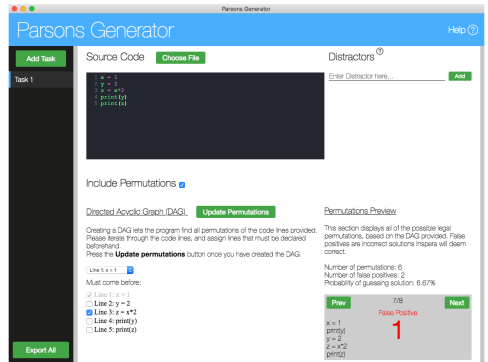 Parsons Generator
Parsons Generator
Help ?
Add Task
Task 1
Export All
Source Code
Choose File
1 x = 1
2 y = 2
3 z = x*2
4 print(y)
5 print(z)
Distractors ?
Enter Distractor here...
Add
Include Permutations
Directed Acyclic Graph (DAG)
Update Permutations
Creating a DAG lets the program find all permutations of the code lines provided.
Please iterate through the code lines, and assign lines that must be declared
beforehand.
Press the Update permutations button once you have created the DAG.
Line 1: x = 1
Must come before:
Line 1: x = 1
Line 2: y = 2
Line 3: z = x*2
Line 4: print(y)
Line 5: print(z)
Permutations Preview
This section displays all of the possible legal
permutations, based on the DAG provided. False
positives are incorrect solutions inspera will deem
correct.
Number of permutations: 6
Number of false positives: 2
Probability of guessing solution: 6.67%
Prev
7/8
Next
False Positive
1
x = 1
print(y)
y = 2
z = x*2
print(z)